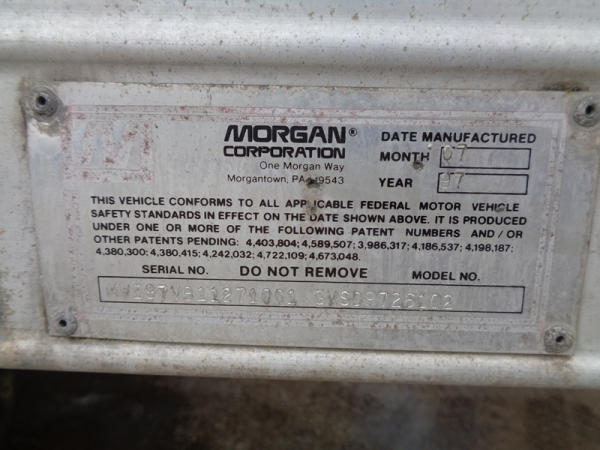 MORGAN®
CORPORATION
One Morgan Way
Morgantown, PA 19543
DATE MANUFACTURED
MONTH 07
YEAR 97
THIS VEHICLE CONFORMS TO ALL APPLICABLE FEDERAL MOTOR VEHICLE
SAFETY STANDARDS IN EFFECT ON THE DATE SHOWN ABOVE. IT IS PRODUCED
UNDER ONE OR MORE OF THE FOLLOWING PATENT NUMBERS AND / OR
OTHER PATENTS PENDING: 4,403,804; 4,589,507; 3,986,317; 4,186,537; 4,198,187;
4,380,300; 4,380,415; 4,242,032; 4,722,109; 4,673,048.
SERIAL NO. DO NOT REMOVE MODEL NO.